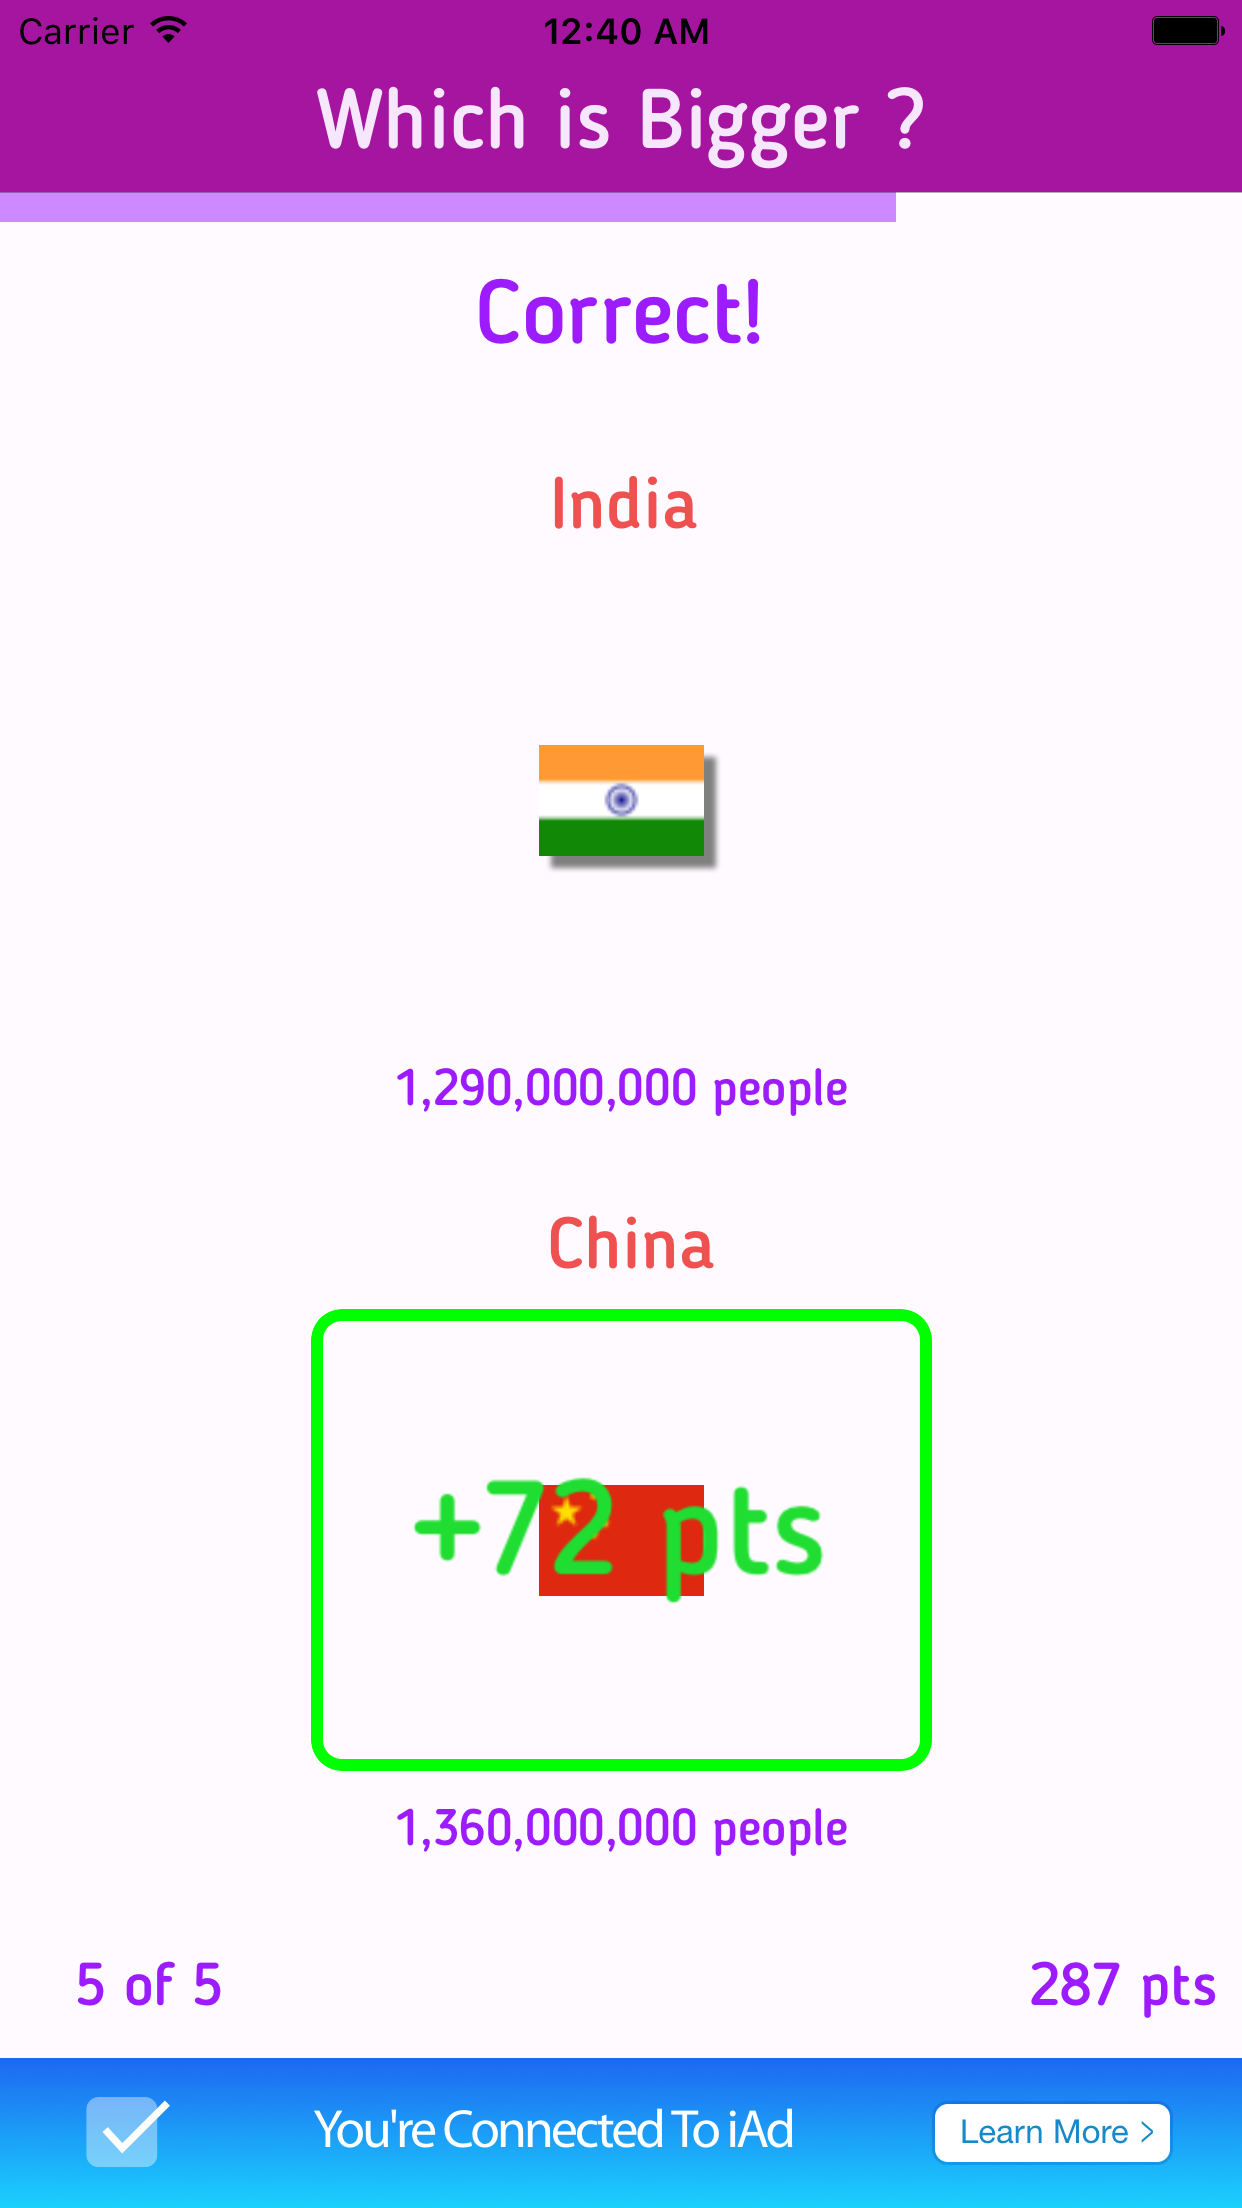 Carrier
12:40 AM
Which is Bigger ?
Correct!
India
1,290,000,000 people
China
+72 pts
1,360,000,000 people
5 of 5
287 pts
You're Connected To iAd
Learn More >